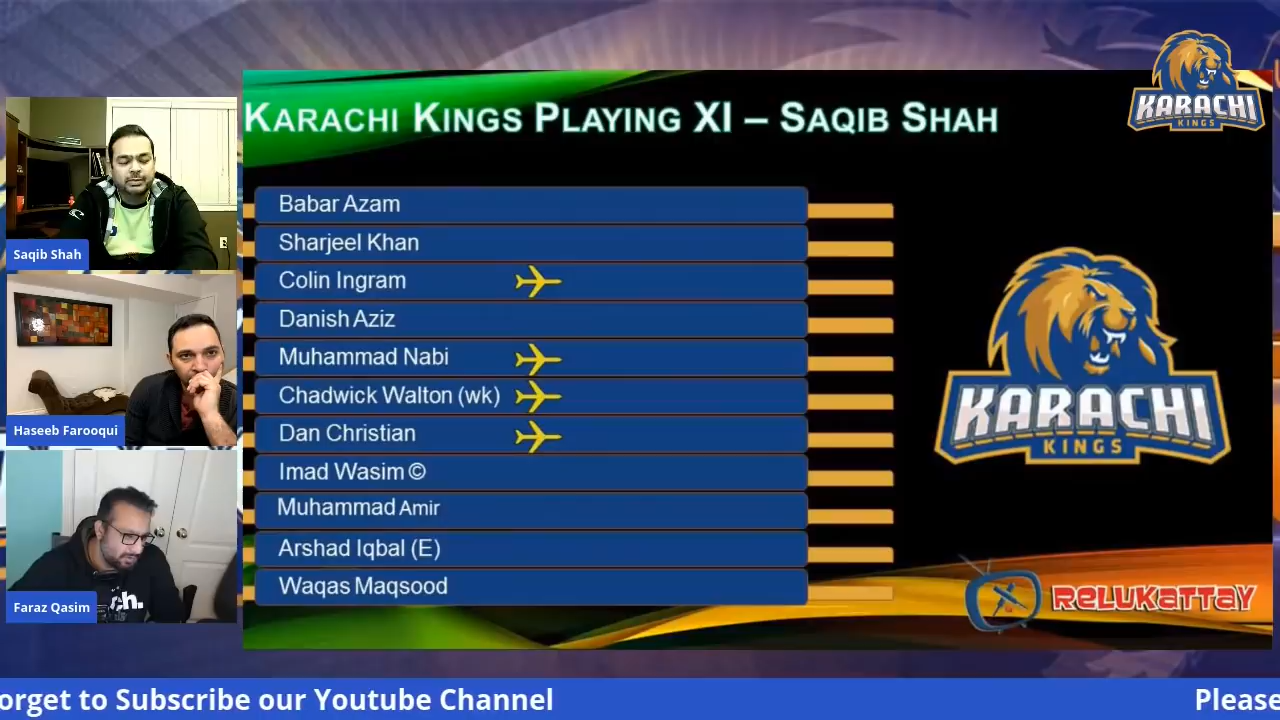 KARACHI KINGS PLAYING XI – SAQIB SHAH
KARACHI
KINGS
Saqib Shah
Haseeb Farooqui
Faraz Qasim
Babar Azam
Sharjeel Khan
Colin Ingram
Danish Aziz
Muhammad Nabi
Chadwick Walton (wk)
Dan Christian
Imad Wasim ©
Muhammad Amir
Arshad Iqbal (E)
Waqas Maqsood
KARACHI
KINGS
RELUKATTAY
ch.
orget to Subscribe our Youtube Channel
Please